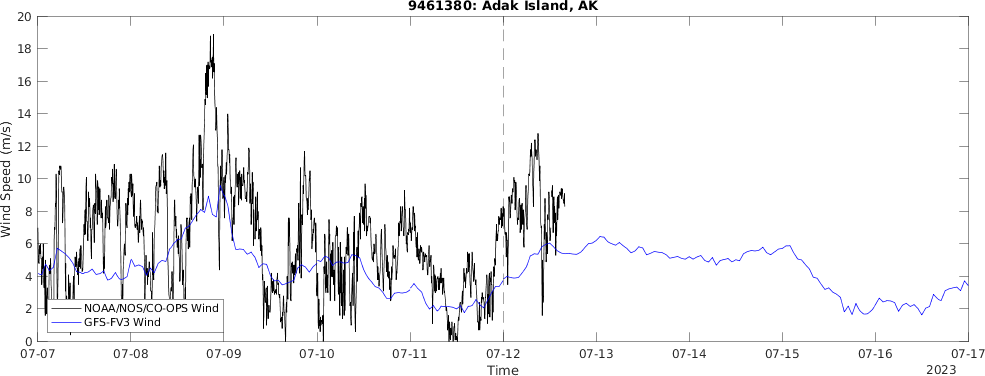 9461380: Adak Island, AK
Wind Speed (m/s)
20
18
16
14
12
10
8
6
4
2
0
NOAA/NOS/CO-OPS Wind
GFS-FV3 Wind
07-07 07-08 07-09 07-10 07-11 07-12 07-13 07-14 07-15 07-16 07-17
Time
2023